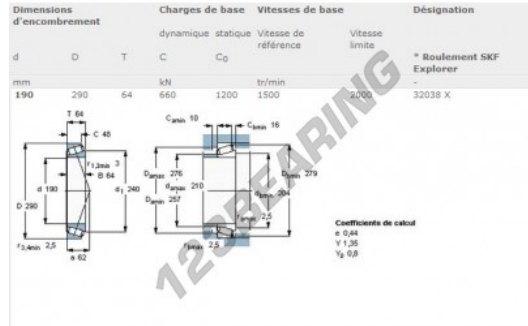 Dimensions d'encombrement
Charges de base
Vitesses de base
Désignation
dynamique statique Vitesse de référence
Vitesse limite
d D T C C0
* Roulement SKF Explorer
mm kN tr/min -
190 290 64 660 1200 1500 2000 32038 X
T 64
C 48
r1,2min 3
B 64
d 190
d1 240
D 290
r3,4min 2,5
a 62
Camin 10
Cbmin 16
Damax 276
damax 210
Damin 257
Dbmin 279
dbmin 204
ramax 2,5
rbmax 2,5
Coefficients de calcul
e 0,44
Y 1,35
Y0 0,8
123BEARING